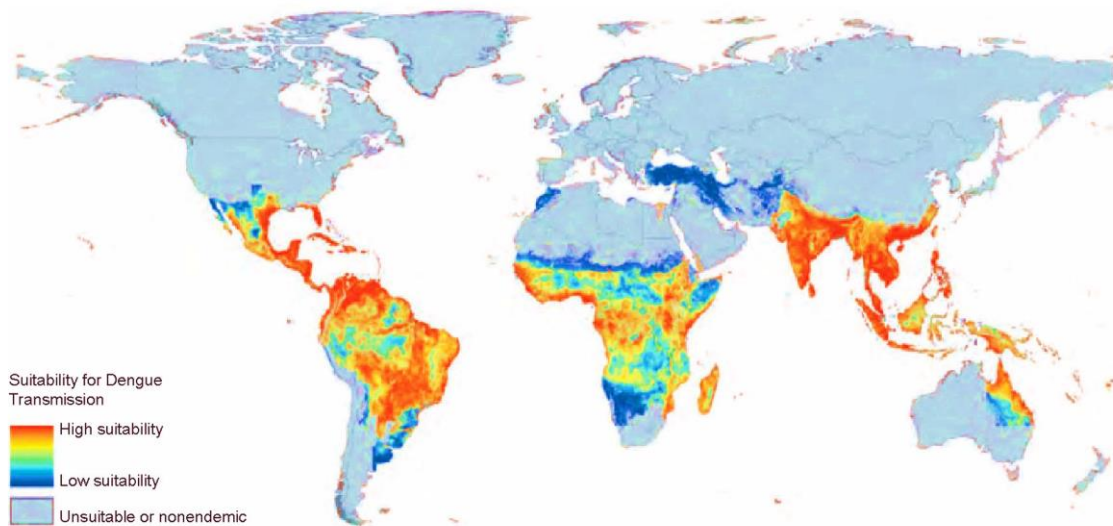 Suitability for Dengue
Transmission
High suitability
Low suitability
Unsuitable or nonendemic